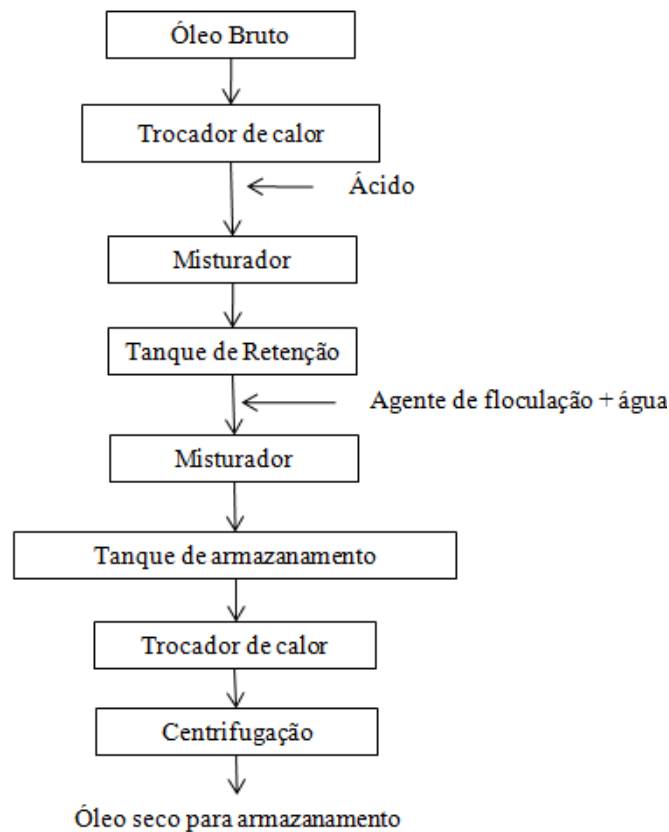 Óleo Bruto
Trocador de calor
Ácido
Misturador
Tanque de Retenção
Agente de floculação + água
Misturador
Tanque de armazanamento
Trocador de calor
Centrifugação
Óleo seco para armazanamento